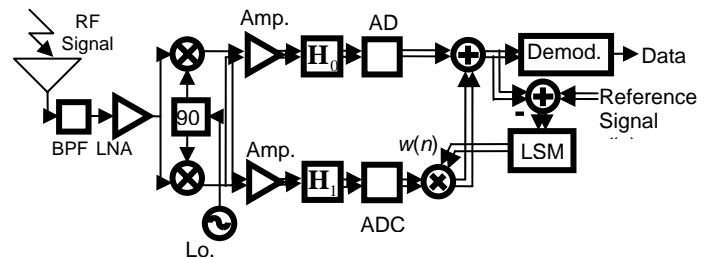 RF
Signal
Amp.
H0
AD
Demod.
Data
90
BPF LNA
Reference
Signal
w(n)
LSM
Amp.
H1
ADC
Lo.